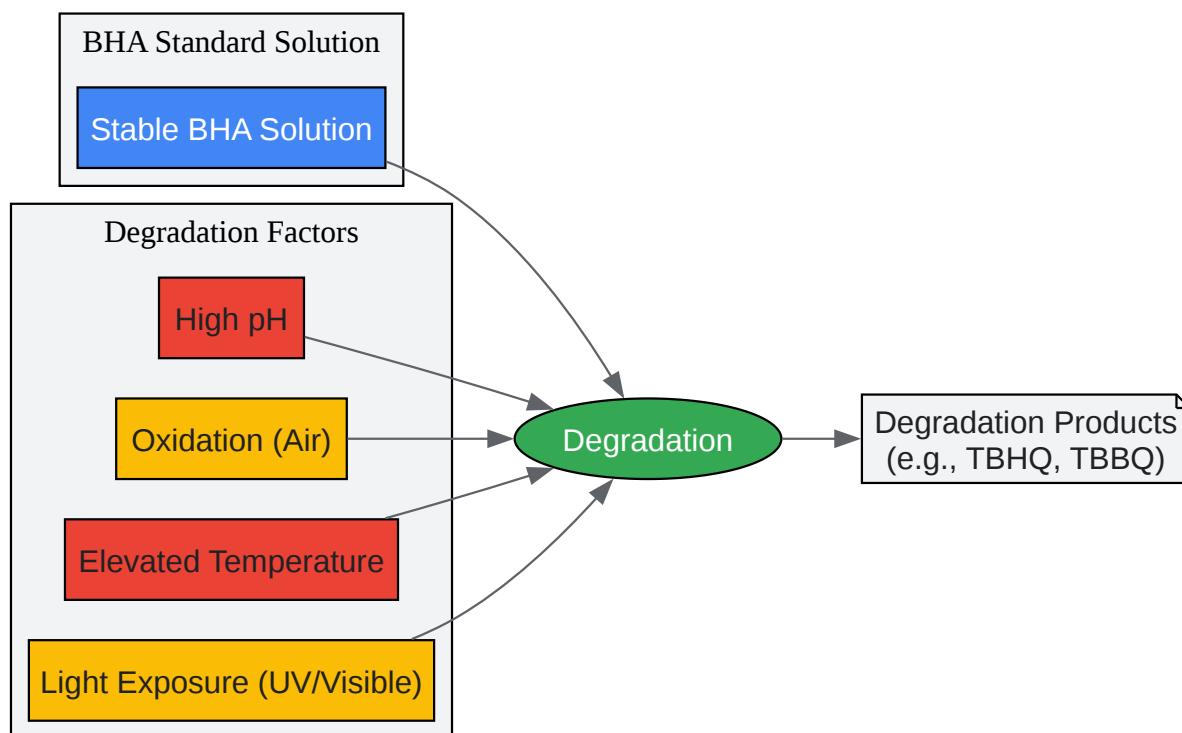 BHA Standard Solution
Stable BHA Solution
Degradation Factors
High pH
Oxidation (Air)
Elevated Temperature
Light Exposure (UV/Visible)
Degradation
Degradation Products
(e.g., TBHQ, TBBQ)